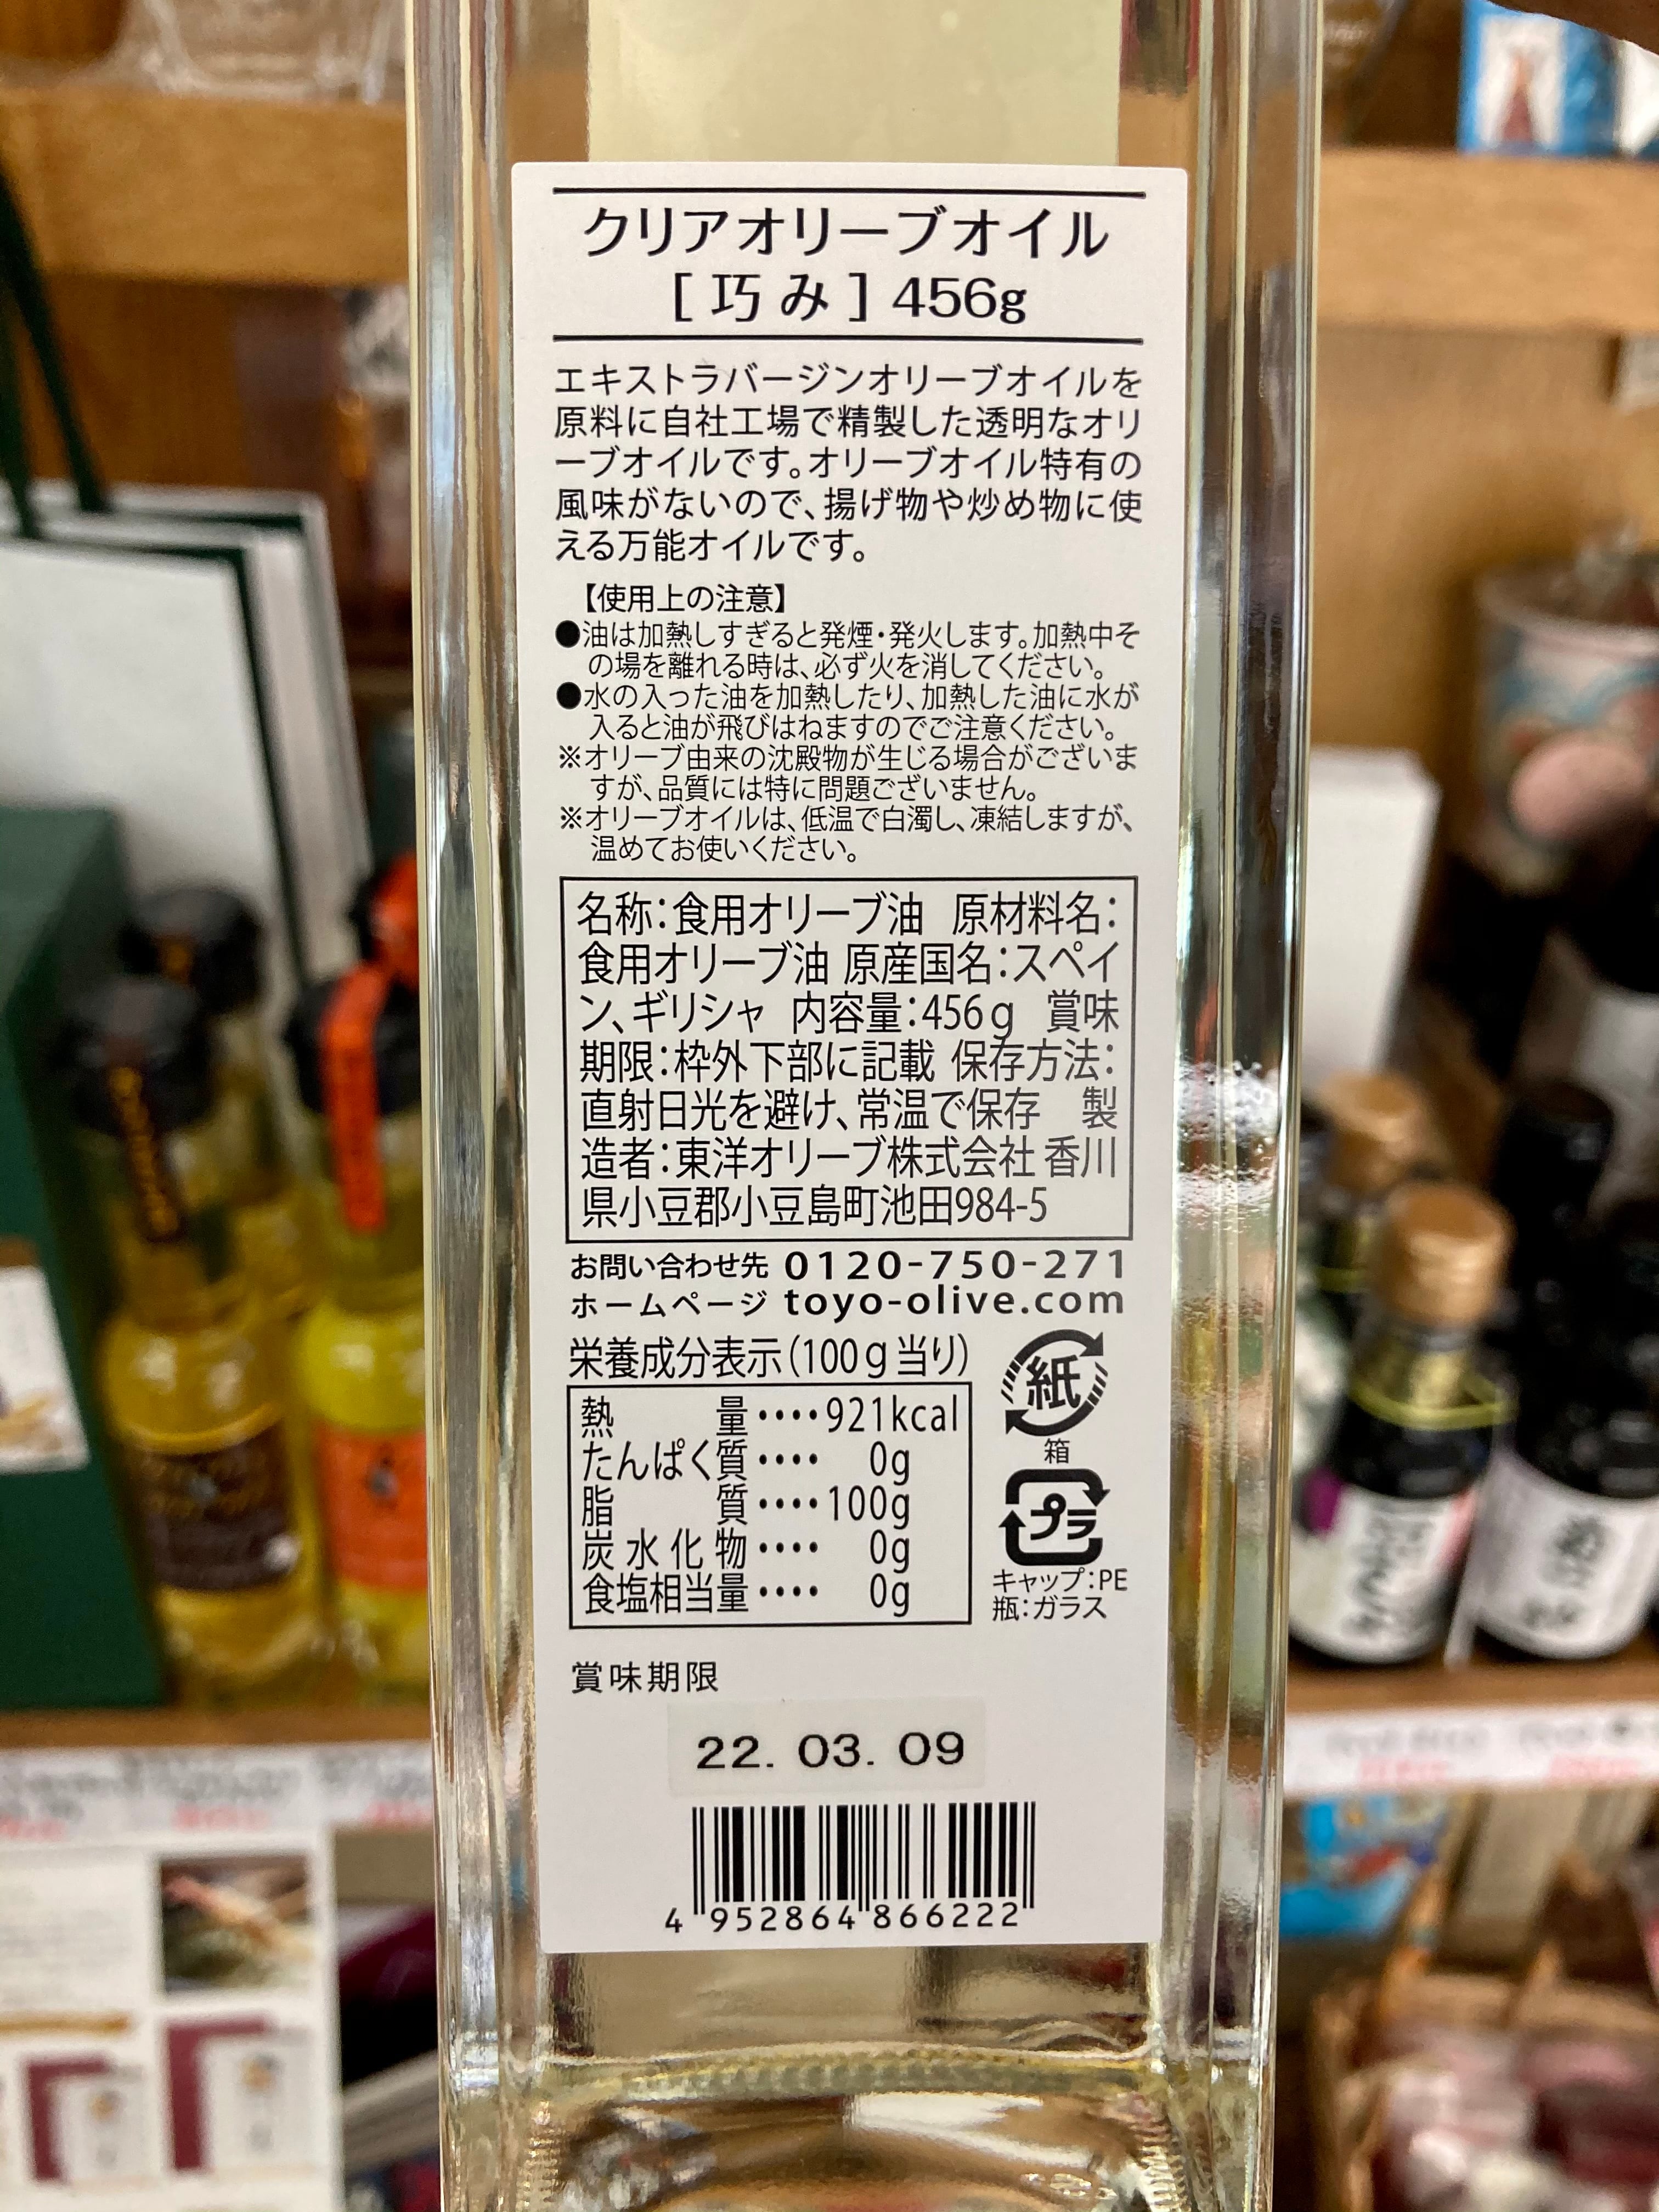 クリアオリーブオイル
[巧み] 456g
エキストラバージンオリーブオイルを
原料に自社工場で精製した透明なオリ
ーブオイルです。オリーブオイル特有の
風味がないので、揚げ物や炒め物に使
える万能オイルです。
【使用上の注意】
●油は加熱しすぎると発煙・発火します。加熱中そ
の場を離れる時は、必ず火を消してください。
●水の入った油を加熱したり、加熱した油に水が
入ると油が飛びはねますのでご注意ください。
※オリーブ由来の沈殿物が生じる場合がございま
すが、品質には特に問題ございません。
※オリーブオイルは、低温で白濁し、凍結しますが、
温めてお使いください。
名称：食用オリーブ油 原材料名：
食用オリーブ油 原産国名：スペイ
ン、ギリシャ 内容量：456g 賞味
期限：枠外下部に記載 保存方法：
直射日光を避け、常温で保存 製
造者：東洋オリーブ株式会社 香川
県小豆郡小豆島町池田984-5
お問い合わせ先 0120-750-271
ホームページ toyo-olive.com
栄養成分表示(100g当り)
熱量････921kcal
たんぱく質････ 0g
脂質････100g
炭水化物････ 0g
食塩相当量････ 0g
紙
箱
プラ
キャップ：PE
瓶：ガラス
賞味期限
22. 03. 09
4 952864 866222